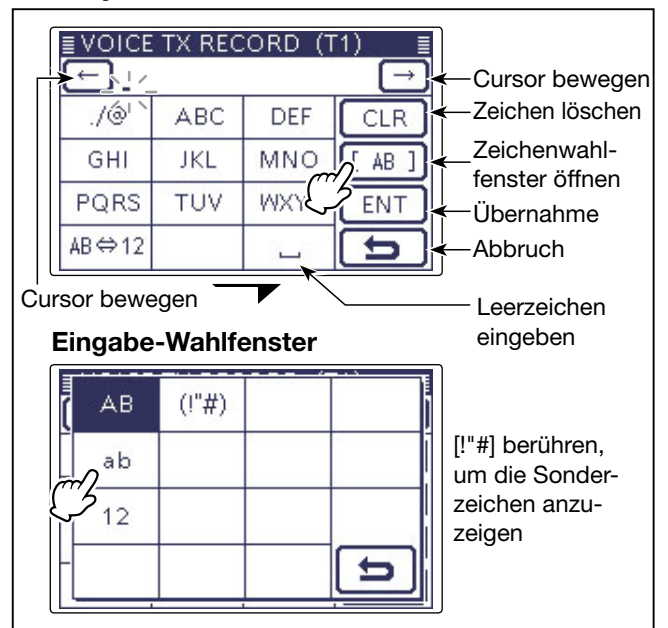 VOICE TX RECORD (T1)
← →
./@ ABC DEF CLR
GHI JKL MNO [ AB ]
PQRS TUV WXY ENT
AB⇔12 ␣
Cursor bewegen
Zeichen löschen
Zeichenwahl-
fenster öffnen
Übernahme
Abbruch
Cursor bewegen
Leerzeichen
eingeben
Eingabe-Wahlfenster
AB (!"#)
ab
12
[!"#] berühren,
um die Sonder-
zeichen anzu-
zeigen